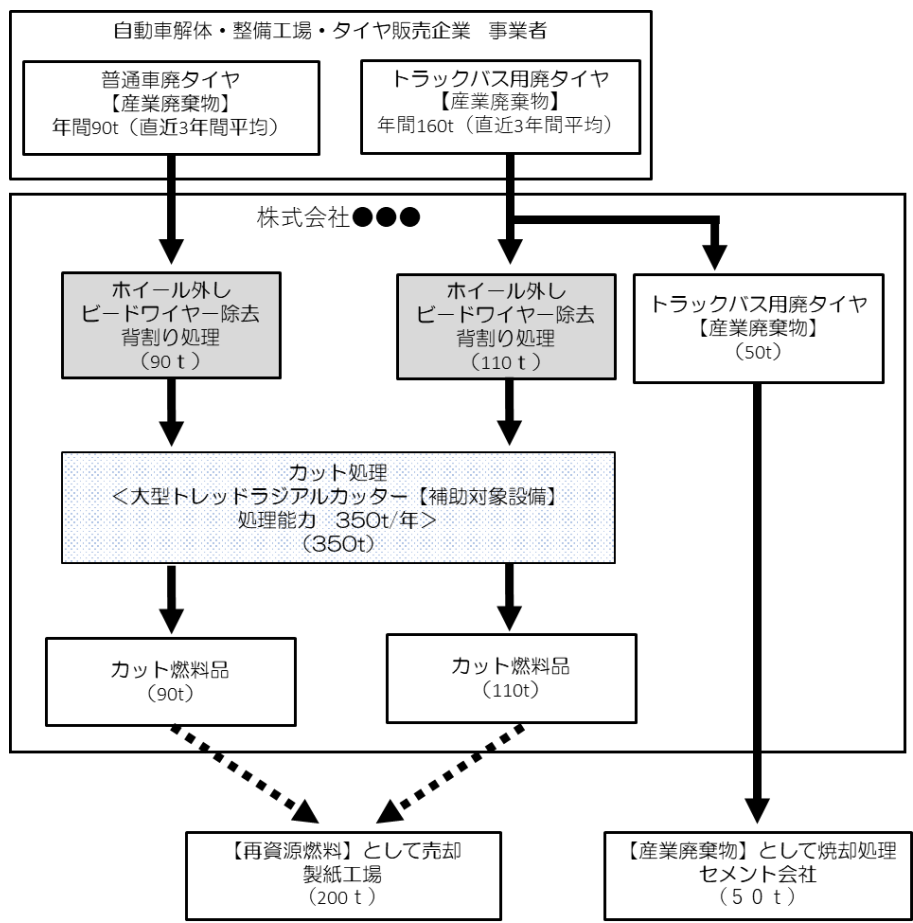 自動車解体・整備工場・タイヤ販売企業　事業者
普通車廃タイヤ
【産業廃棄物】
年間90t（直近3年間平均）
トラックバス用廃タイヤ
【産業廃棄物】
年間160t（直近3年間平均）
株式会社●●●
ホイール外し
ビードワイヤー除去
背割り処理
（90ｔ）
ホイール外し
ビードワイヤー除去
背割り処理
（110ｔ）
トラックバス用廃タイヤ
【産業廃棄物】
（50t）
カット処理
＜大型トレッドラジアルカッター【補助対象設備】
処理能力　350t/年＞
（350t）
カット燃料品
（90t）
カット燃料品
（110t）
【再資源燃料】として売却
製紙工場
（200ｔ）
【産業廃棄物】として焼却処理
セメント会社
（５０ｔ）